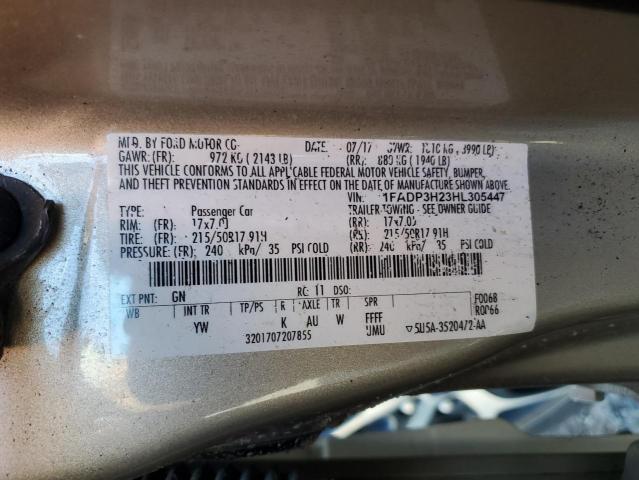 MFD. BY FORD MOTOR CO. DATE: 07/17 GVWR: 1810 KG (3990 LB)
GAWR: (FR): 972 KG (2143 LB) (RR): 880 KG (1940 LB)
THIS VEHICLE CONFORMS TO ALL APPLICABLE FEDERAL MOTOR VEHICLE SAFETY, BUMPER,
AND THEFT PREVENTION STANDARDS IN EFFECT ON THE DATE OF MANUFACTURE SHOWN ABOVE.
VIN: 1FADP3H23HL305447
TYPE: Passenger Car TRAILER TOWING - SEE OWNER GUIDE
RIM: (FR): 17x7.0J (RR): 17x7.0J
TIRE: (FR): 215/50R17 91H (RR): 215/50R17 91H
PRESSURE: (FR): 240 kPa/ 35 PSI COLD (RR): 240 kPa/ 35 PSI COLD
EXT PNT: GN RC: 11 DSO: F0068
WB INT TR TP/PS R AXLE TR SPR R0066
YW K AU W FFFF
3201707207855 UMU 5U5A-3520472-AA